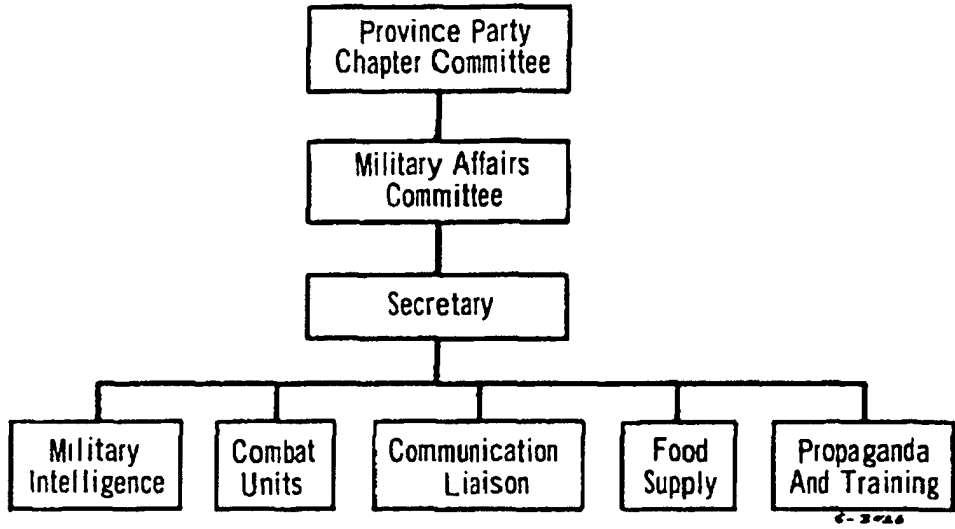 Province Party
Chapter Committee
Military Affairs
Committee
Secretary
Military
Intelligence
Combat
Units
Communication
Liaison
Food
Supply
Propaganda
And Training